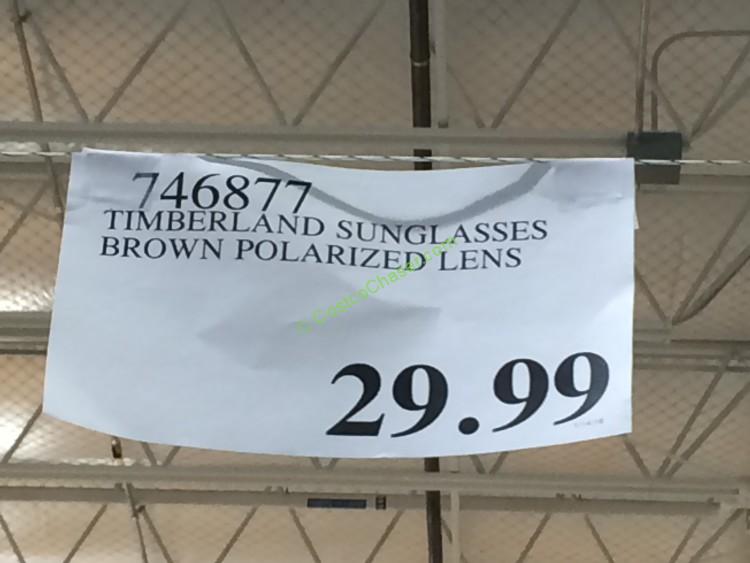 746877
TIMBERLAND SUNGLASSES
BROWN POLARIZED LENS
© CostcoChaser.com
29.99